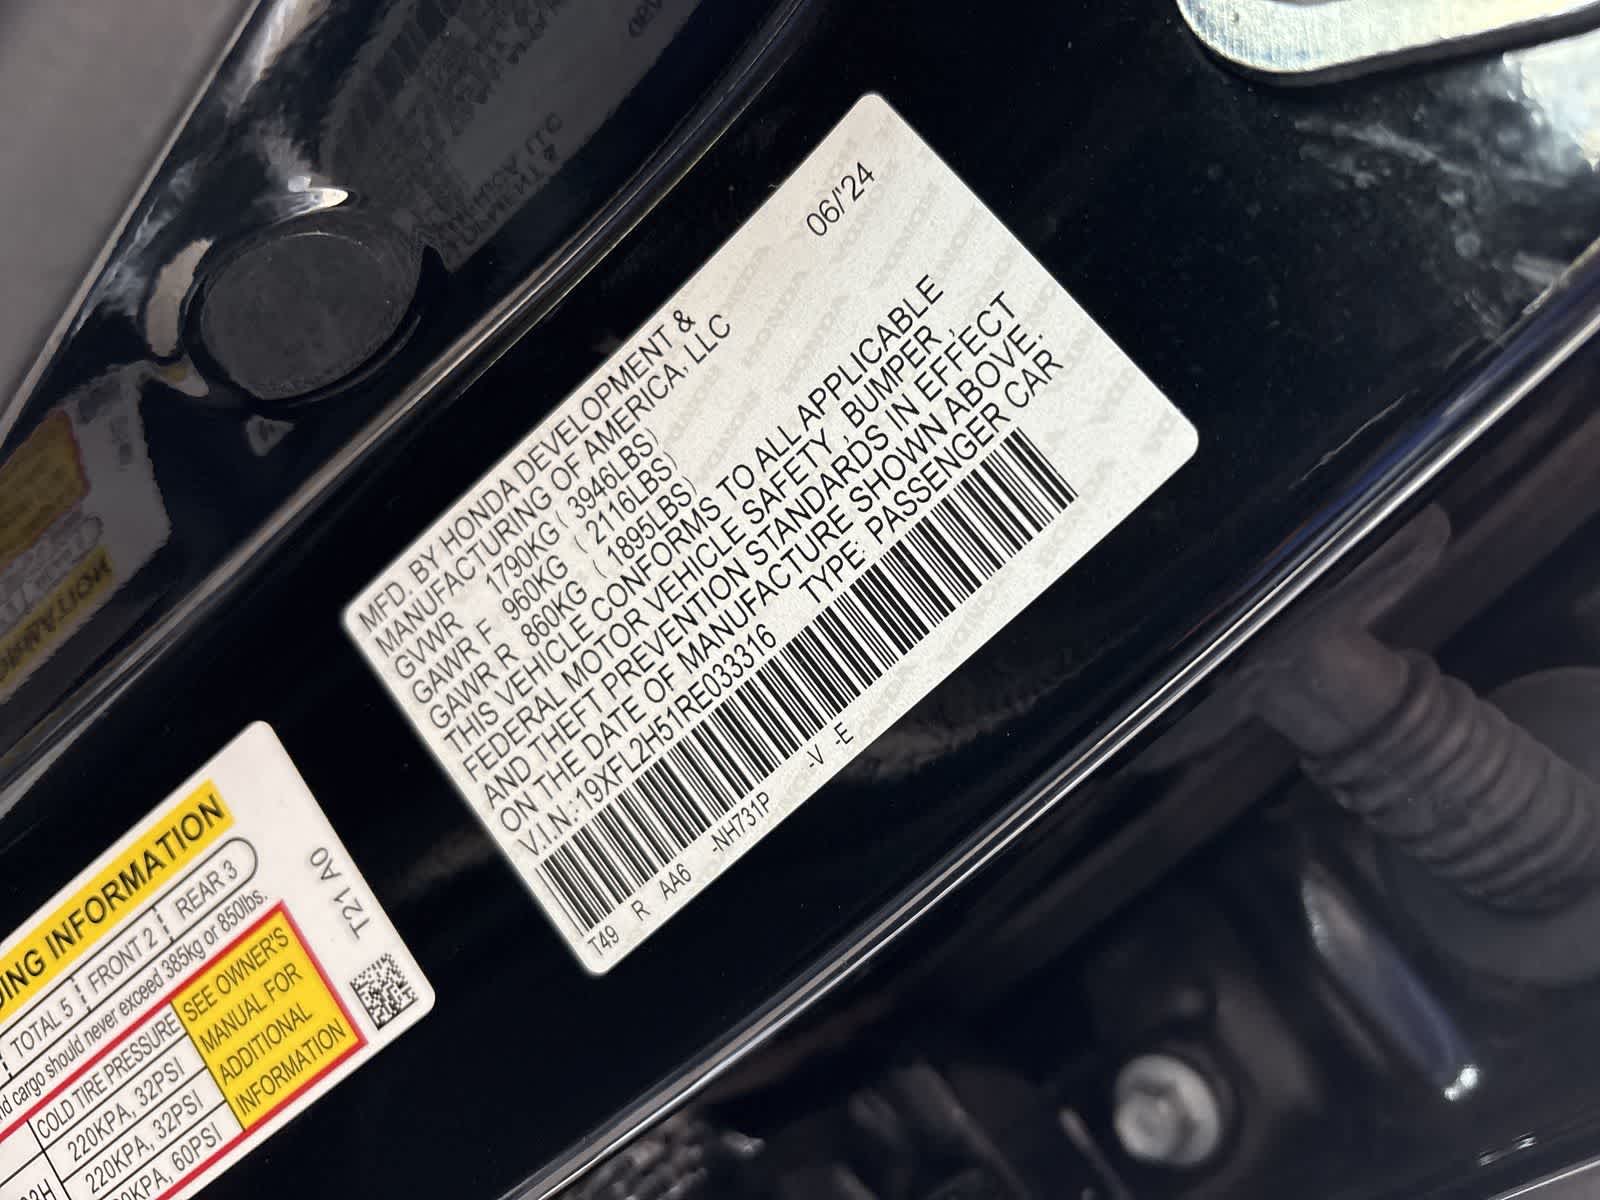 MFD. BY HONDA DEVELOPMENT &
MANUFACTURING OF AMERICA, LLC
06/'24
GVWR 1790KG ( 3946LBS)
GAWR F 960KG ( 2116LBS)
GAWR R 860KG ( 1895LBS)
THIS VEHICLE CONFORMS TO ALL APPLICABLE
FEDERAL MOTOR VEHICLE SAFETY , BUMPER ,
AND THEFT PREVENTION STANDARDS IN EFFECT
ON THE DATE OF MANUFACTURE SHOWN ABOVE.
V.I.N.:19XFL2H51RE033316 TYPE: PASSENGER CAR
T49 R AA6 -NH731P -V -E
HONDA
INFORMATION
TOTAL 5 FRONT 2 REAR 3
cargo should never exceed 385kg or 850lbs.
COLD TIRE PRESSURE
220KPA, 32PSI
220KPA, 32PSI
60PSI
SEE OWNER'S
MANUAL FOR
ADDITIONAL
INFORMATION
T21 A0